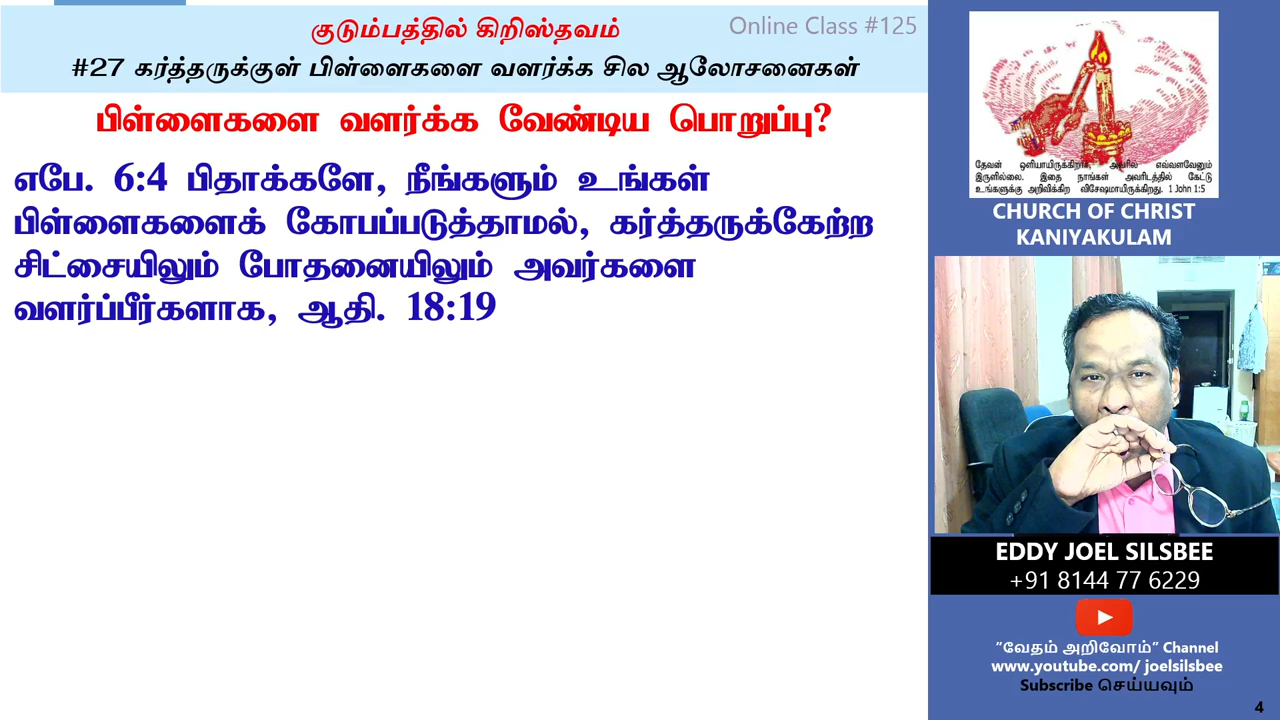 குடும்பத்தில் கிறிஸ்தவம்
Online Class #125
#27 கர்த்தருக்குள் பிள்ளைகளை வளர்க்க சில ஆலோசனைகள்
பிள்ளைகளை வளர்க்க வேண்டிய பொறுப்பு?
எபே. 6:4 பிதாக்களே, நீங்களும் உங்கள்
பிள்ளைகளைக் கோபப்படுத்தாமல், கர்த்தருக்கேற்ற
சிட்சையிலும் போதனையிலும் அவர்களை
வளர்ப்பீர்களாக, ஆதி. 18:19
தேவன் ஒளியாயிருக்கிறார், அவரில் எவ்வளவேனும்
இருளில்லை. இதை நாங்கள் அவரிடத்தில் கேட்டு
உங்களுக்கு அறிவிக்கிற விசேஷமாயிருக்கிறது. 1 John 1:5
CHURCH OF CHRIST
KANIYAKULAM
EDDY JOEL SILSBEE
+91 8144 77 6229
"வேதம் அறிவோம்" Channel
www.youtube.com/ joelsilsbee
Subscribe செய்யவும்
4